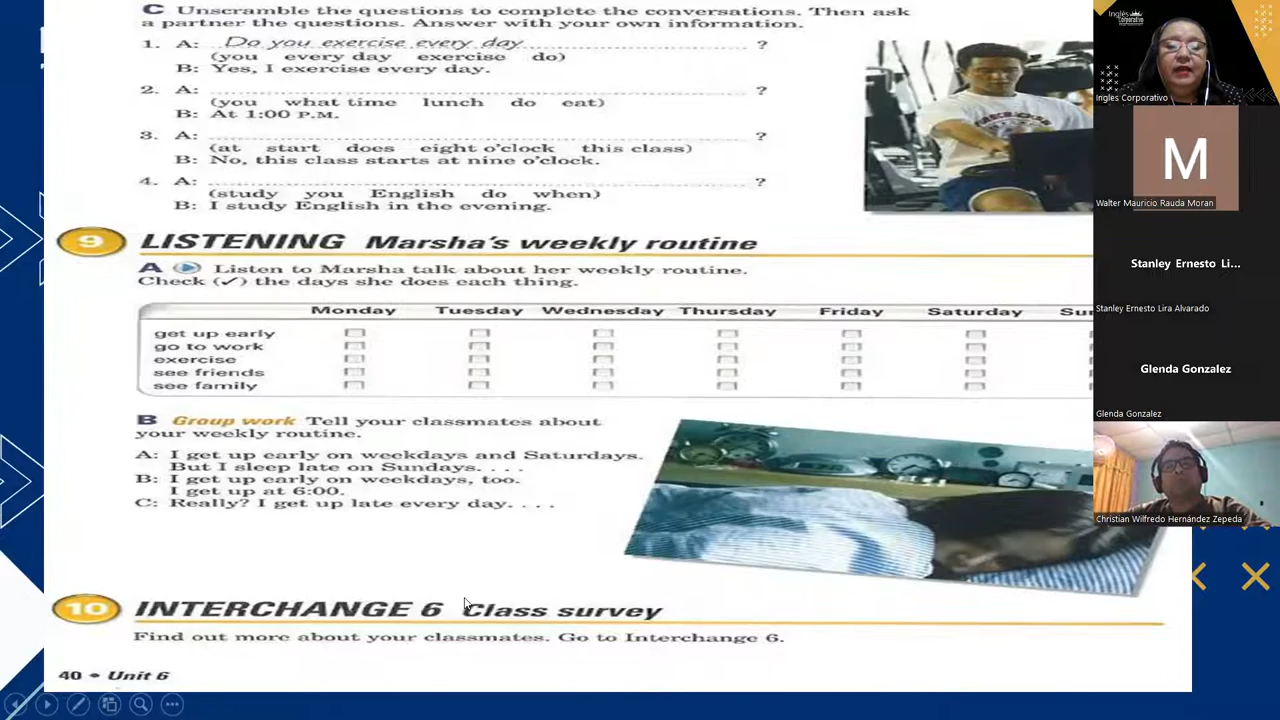 C Unscramble the questions to complete the conversations. Then ask
a partner the questions. Answer with your own information.
1. A: Do you exercise every day ?
(you every day exercise do)
B: Yes, I exercise every day.
2. A: ?
(you what time lunch do eat)
B: At 1:00 P.M.
3. A: ?
(at start does eight o'clock this class)
B: No, this class starts at nine o'clock.
4. A: ?
(study you English do when)
B: I study English in the evening.
9 LISTENING Marsha's weekly routine
A Listen to Marsha talk about her weekly routine.
Check (✓) the days she does each thing.
Monday Tuesday Wednesday Thursday Friday Saturday Sun
get up early
go to work
exercise
see friends
see family
B Group work Tell your classmates about
your weekly routine.
A: I get up early on weekdays and Saturdays.
But I sleep late on Sundays. . . .
B: I get up early on weekdays, too.
I get up at 6:00.
C: Really? I get up late every day. . . .
10 INTERCHANGE 6 Class survey
Find out more about your classmates. Go to Interchange 6.
40 • Unit 6
Inglés
Corporativo
Ingles Corporativo
M
Walter Mauricio Rauda Moran
Stanley Ernesto Li...
Stanley Ernesto Lira Alvarado
Glenda Gonzalez
Glenda Gonzalez
Christian Wilfredo Hernández Zepeda